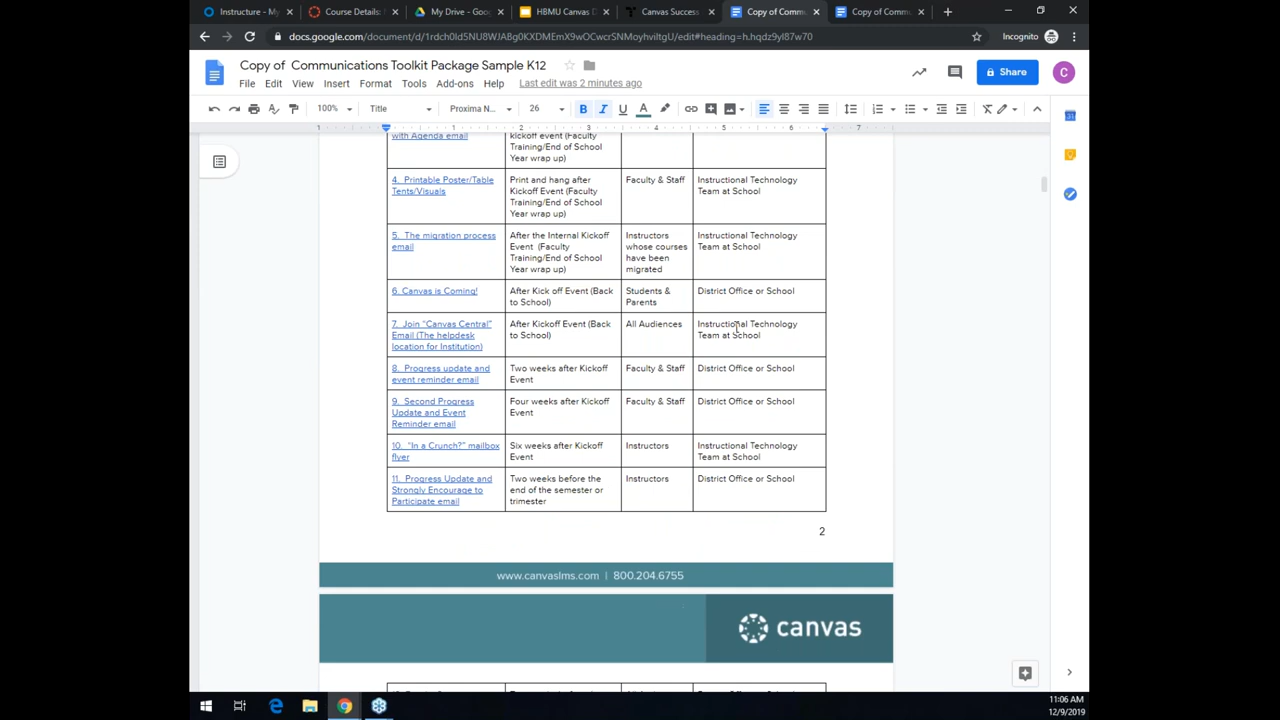 Instructure - My
Course Details:
My Drive - Goog
HBMU Canvas D
Canvas Success
Copy of Commu
Copy of Commu
docs.google.com/document/d/1rdch0ld5NU8WJABg0KXDMEmX9wOCwcrSNMoyhviltgU/edit#heading=h.hqdz9yl87w70
Incognito
Copy of Communications Toolkit Package Sample K12
File Edit View Insert Format Tools Add-ons Help Last edit was 2 minutes ago
Share
C
100% Title Proxima N... 26
1 1 2 3 4 5 6 7
with Agenda email
kickoff event (Faculty
Training/End of School
Year wrap up)
4. Printable Poster/Table
Tents/Visuals
Print and hang after
Kickoff Event (Faculty
Training/End of School
Year wrap up)
Faculty & Staff
Instructional Technology
Team at School
5. The migration process
email
After the Internal Kickoff
Event (Faculty
Training/End of School
Year wrap up)
Instructors
whose courses
have been
migrated
Instructional Technology
Team at School
6. Canvas is Coming!
After Kick off Event (Back
to School)
Students &
Parents
District Office or School
7. Join "Canvas Central"
Email (The helpdesk
location for Institution)
After Kickoff Event (Back
to School)
All Audiences
Instructional Technology
Team at School
8. Progress update and
event reminder email
Two weeks after Kickoff
Event
Faculty & Staff
District Office or School
9. Second Progress
Update and Event
Reminder email
Four weeks after Kickoff
Event
Faculty & Staff
District Office or School
10. "In a Crunch?" mailbox
flyer
Six weeks after Kickoff
Event
Instructors
Instructional Technology
Team at School
11. Progress Update and
Strongly Encourage to
Participate email
Two weeks before the
end of the semester or
trimester
Instructors
District Office or School
2
www.canvaslms.com | 800.204.6755
canvas
11:06 AM
12/9/2019